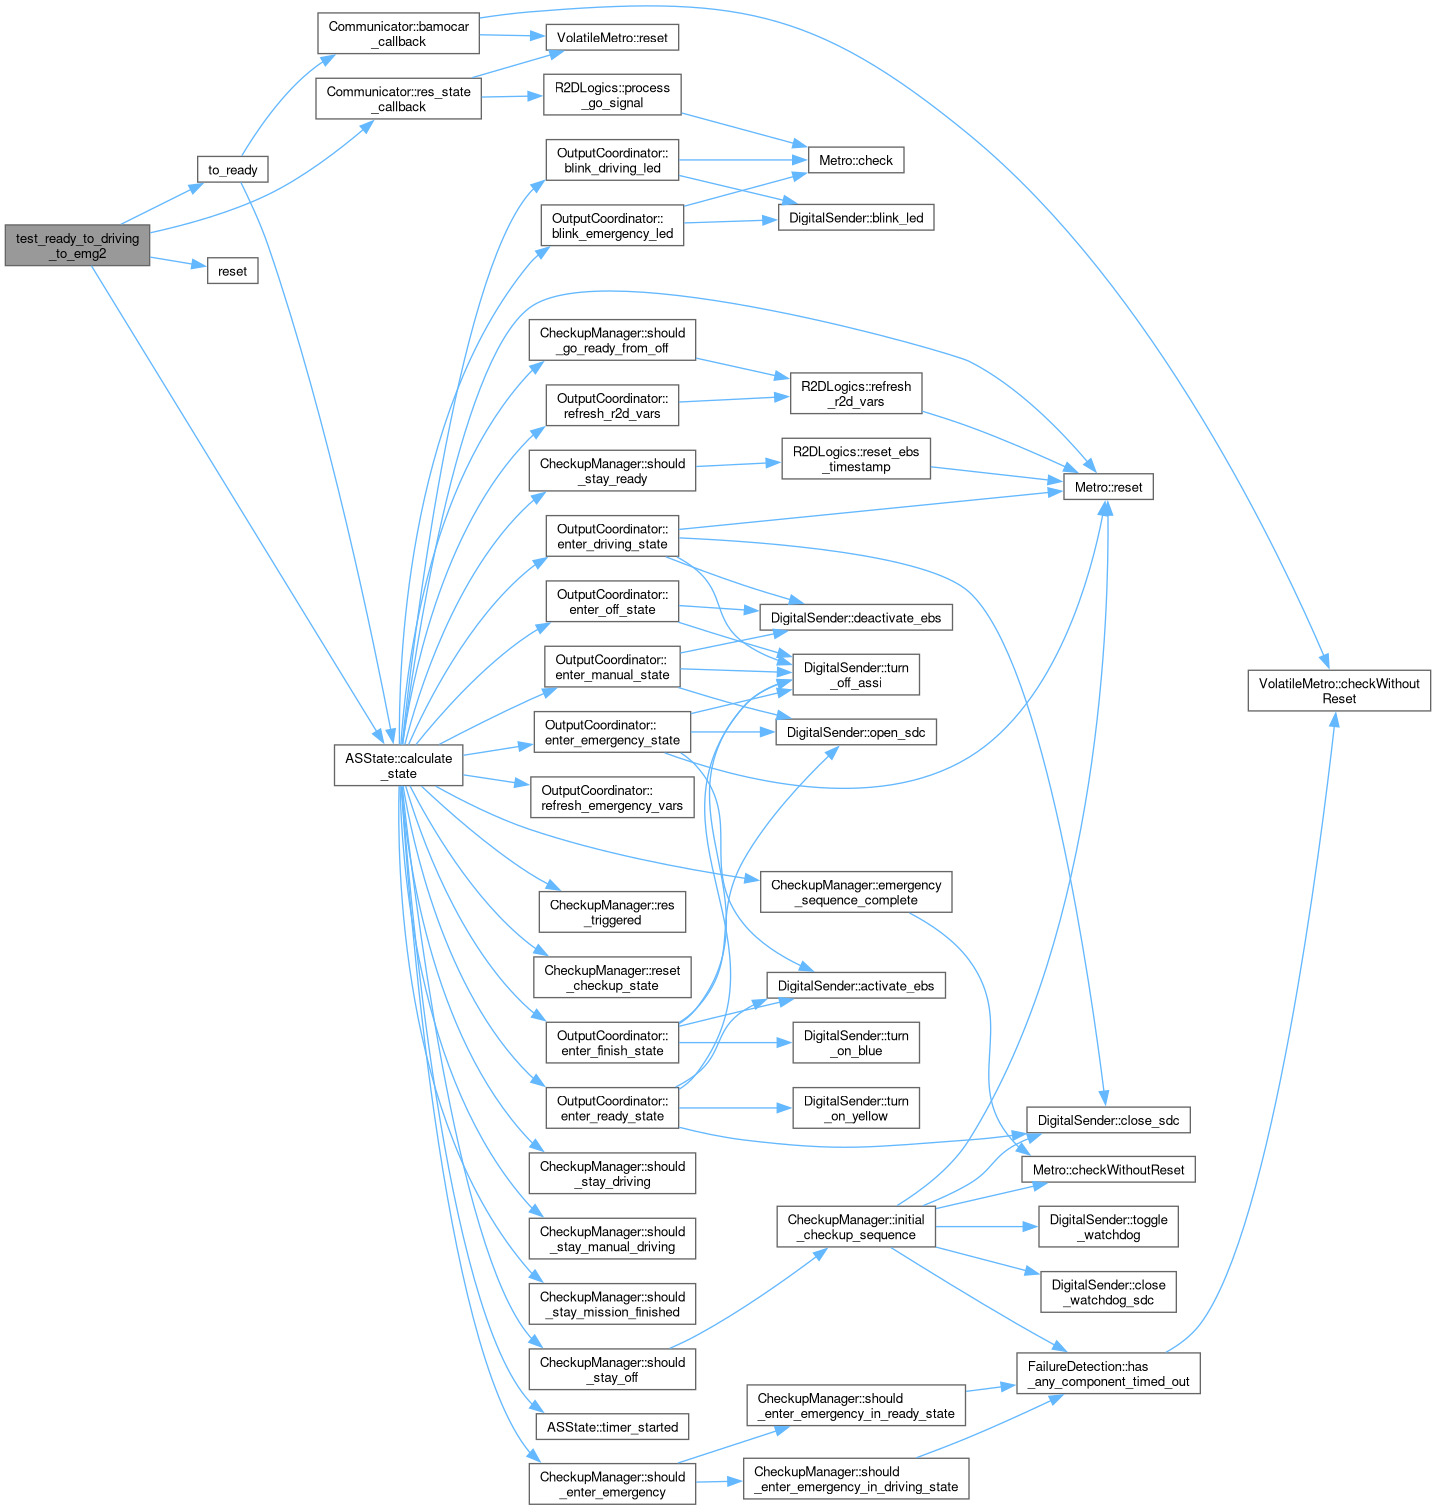 Communicator::bamocar
_callback
VolatileMetro::reset
Communicator::res_state
_callback
R2DLogics::process
_go_signal
OutputCoordinator::
blink_driving_led
Metro::check
to_ready
OutputCoordinator::
blink_emergency_led
DigitalSender::blink_led
test_ready_to_driving
_to_emg2
reset
CheckupManager::should
_go_ready_from_off
R2DLogics::refresh
_r2d_vars
OutputCoordinator::
refresh_r2d_vars
CheckupManager::should
_stay_ready
R2DLogics::reset_ebs
_timestamp
Metro::reset
OutputCoordinator::
enter_driving_state
OutputCoordinator::
enter_off_state
DigitalSender::deactivate_ebs
OutputCoordinator::
enter_manual_state
DigitalSender::turn
_off_assi
VolatileMetro::checkWithout
Reset
OutputCoordinator::
enter_emergency_state
DigitalSender::open_sdc
ASState::calculate
_state
OutputCoordinator::
refresh_emergency_vars
CheckupManager::emergency
_sequence_complete
CheckupManager::res
_triggered
CheckupManager::reset
_checkup_state
DigitalSender::activate_ebs
OutputCoordinator::
enter_finish_state
DigitalSender::turn
_on_blue
OutputCoordinator::
enter_ready_state
DigitalSender::turn
_on_yellow
DigitalSender::close_sdc
CheckupManager::should
_stay_driving
Metro::checkWithoutReset
CheckupManager::should
_stay_manual_driving
CheckupManager::initial
_checkup_sequence
DigitalSender::toggle
_watchdog
CheckupManager::should
_stay_mission_finished
DigitalSender::close
_watchdog_sdc
CheckupManager::should
_stay_off
FailureDetection::has
_any_component_timed_out
CheckupManager::should
_enter_emergency_in_ready_state
ASState::timer_started
CheckupManager::should
_enter_emergency
CheckupManager::should
_enter_emergency_in_driving_state